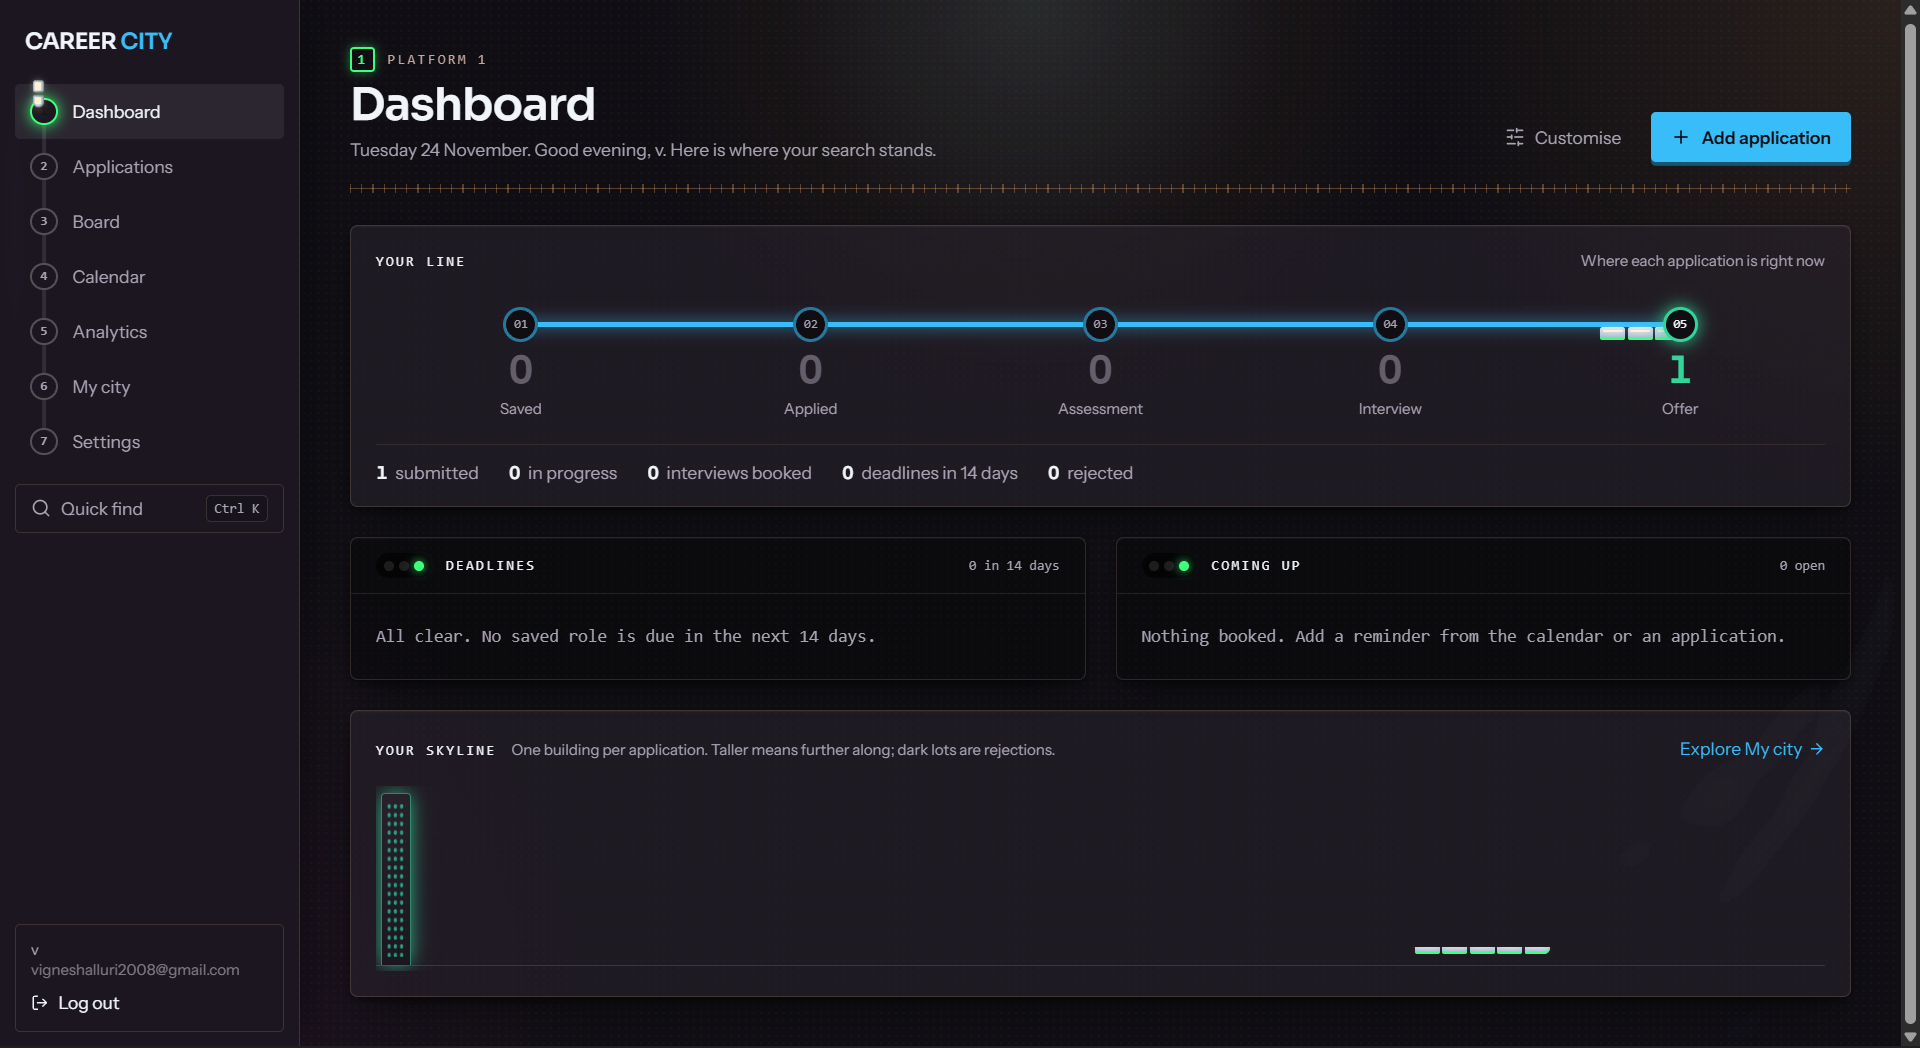 CAREER CITY
Dashboard
2 Applications
3 Board
4 Calendar
5 Analytics
6 My city
7 Settings
Quick find Ctrl K
v
vigneshalluri2008@gmail.com
Log out
1 PLATFORM 1
Dashboard
Tuesday 24 November. Good evening, v. Here is where your search stands.
Customise
+ Add application
YOUR LINE
Where each application is right now
01 02 03 04 05
0 0 0 0 1
Saved Applied Assessment Interview Offer
1 submitted 0 in progress 0 interviews booked 0 deadlines in 14 days 0 rejected
DEADLINES 0 in 14 days
All clear. No saved role is due in the next 14 days.
COMING UP 0 open
Nothing booked. Add a reminder from the calendar or an application.
YOUR SKYLINE One building per application. Taller means further along; dark lots are rejections.
Explore My city →